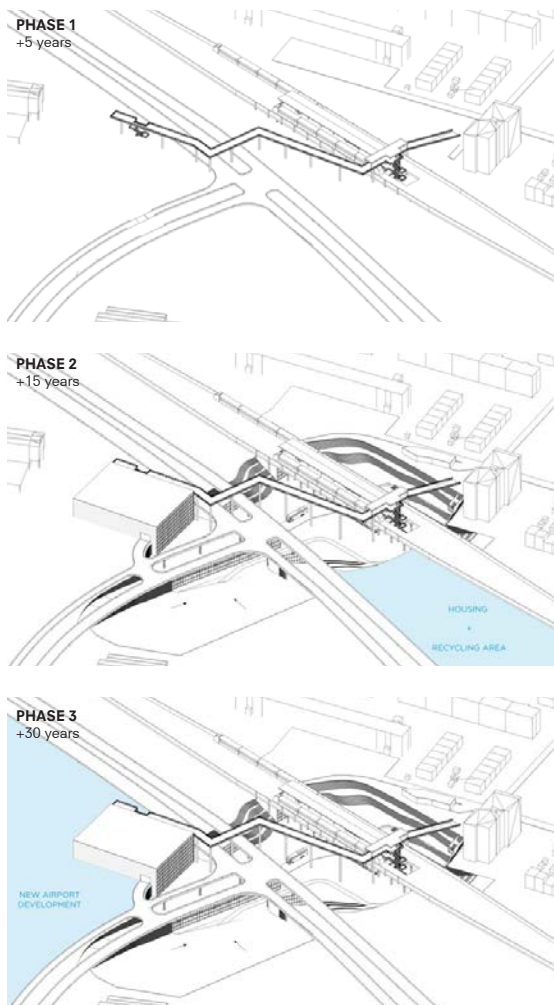 PHASE 1
+5 years
PHASE 2
+15 years
HOUSING
+
RECYCLING AREA
PHASE 3
+30 years
NEW AIRPORT
DEVELOPMENT